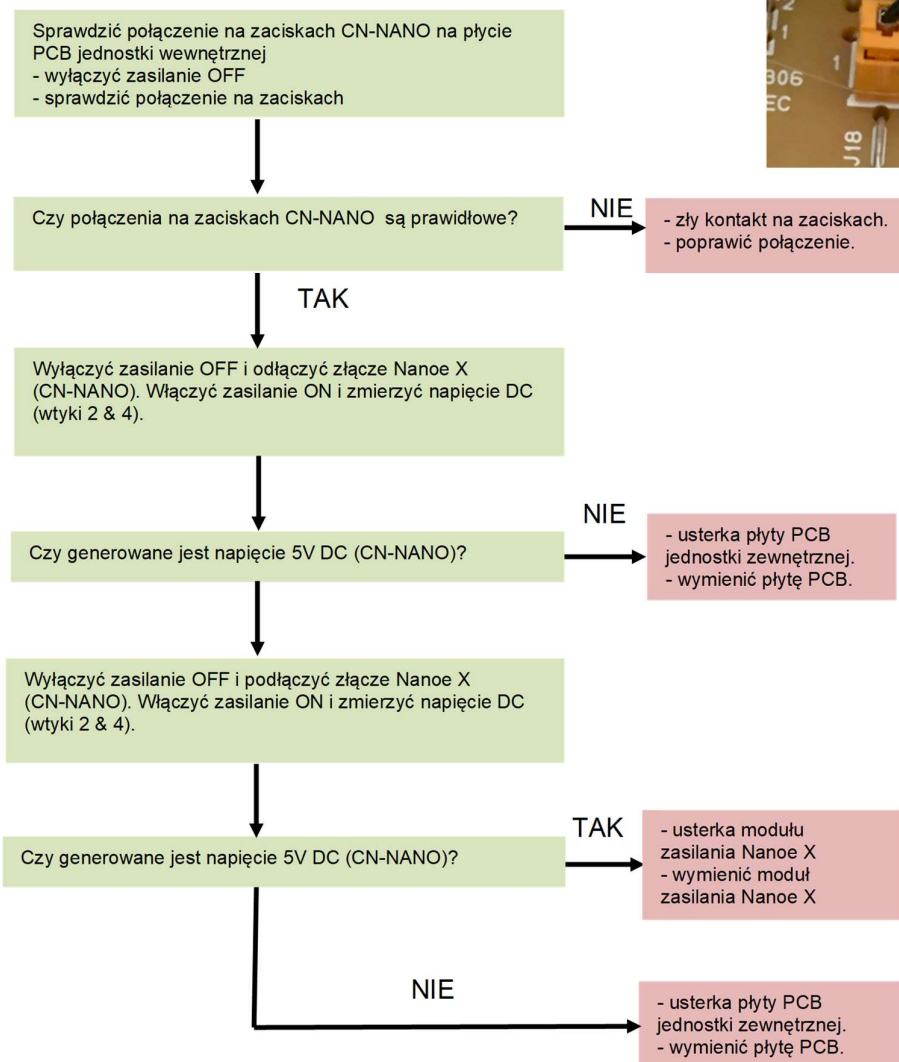 Sprawdzić połączenie na zaciskach CN-NANO na płycie
PCB jednostki wewnętrznej
- wyłączyć zasilanie OFF
- sprawdzić połączenie na zaciskach
2
1
1
306
EC
J18
Czy połączenia na zaciskach CN-NANO są prawidłowe?
NIE
- zły kontakt na zaciskach.
- poprawić połączenie.
TAK
Wyłączyć zasilanie OFF i odłączyć złącze Nanoe X
(CN-NANO). Włączyć zasilanie ON i zmierzyć napięcie DC
(wtyki 2 & 4).
Czy generowane jest napięcie 5V DC (CN-NANO)?
NIE
- usterka płyty PCB
jednostki zewnętrznej.
- wymienić płytę PCB.
Wyłączyć zasilanie OFF i podłączyć złącze Nanoe X
(CN-NANO). Włączyć zasilanie ON i zmierzyć napięcie DC
(wtyki 2 & 4).
Czy generowane jest napięcie 5V DC (CN-NANO)?
TAK
- usterka modułu
zasilania Nanoe X
- wymienić moduł
zasilania Nanoe X
NIE
- usterka płyty PCB
jednostki zewnętrznej.
- wymienić płytę PCB.